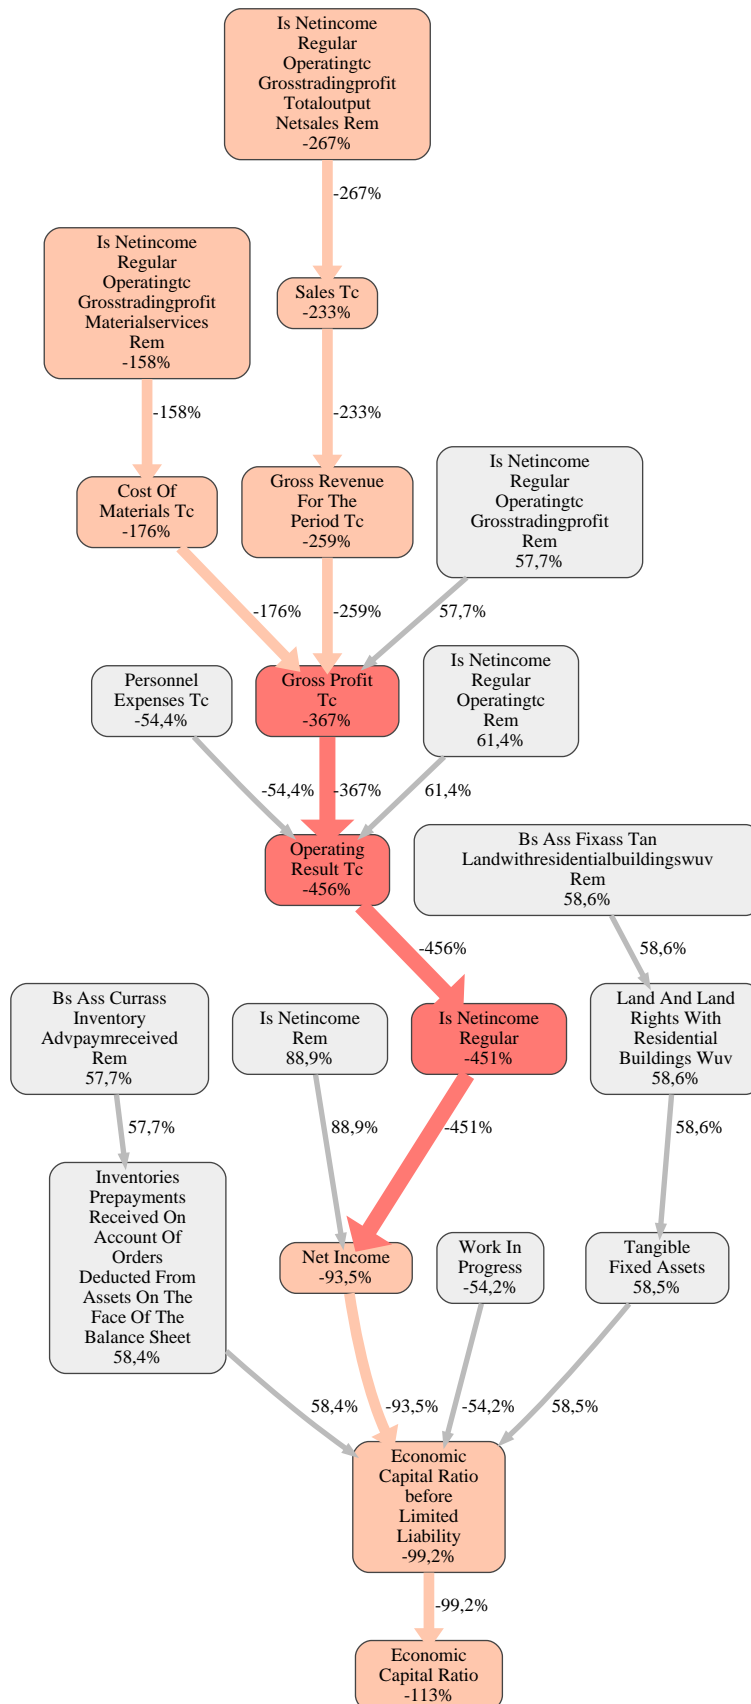 Is Netincome
Regular
Operatingtc
Grosstradingprofit
Totaloutput
Netsales Rem
-267%
-267%
Is Netincome
Regular
Operatingtc
Grosstradingprofit
Materialservices
Rem
-158%
Sales Tc
-233%
-158%
-233%
Is Netincome
Regular
Operatingtc
Grosstradingprofit
Rem
57,7%
Cost Of
Materials Tc
-176%
Gross Revenue
For The
Period Tc
-259%
-176%
-259%
57,7%
Personnel
Expenses Tc
-54,4%
Gross Profit
Tc
-367%
Is Netincome
Regular
Operatingtc
Rem
61,4%
-54,4%
-367%
61,4%
Operating
Result Tc
-456%
Bs Ass Fixass Tan
Landwithresidentialbuildingswuv
Rem
58,6%
-456%
58,6%
Bs Ass Currass
Inventory
Advpaymreceived
Rem
57,7%
Is Netincome
Rem
88,9%
Is Netincome
Regular
-451%
Land And Land
Rights With
Residential
Buildings Wuv
58,6%
57,7%
88,9%
-451%
58,6%
Inventories
Prepayments
Received On
Account Of
Orders
Deducted From
Assets On The
Face Of The
Balance Sheet
58,4%
Net Income
-93,5%
Work In
Progress
-54,2%
Tangible
Fixed Assets
58,5%
58,4%
-93,5%
-54,2%
58,5%
Economic
Capital Ratio
before
Limited
Liability
-99,2%
-99,2%
Economic
Capital Ratio
-113%